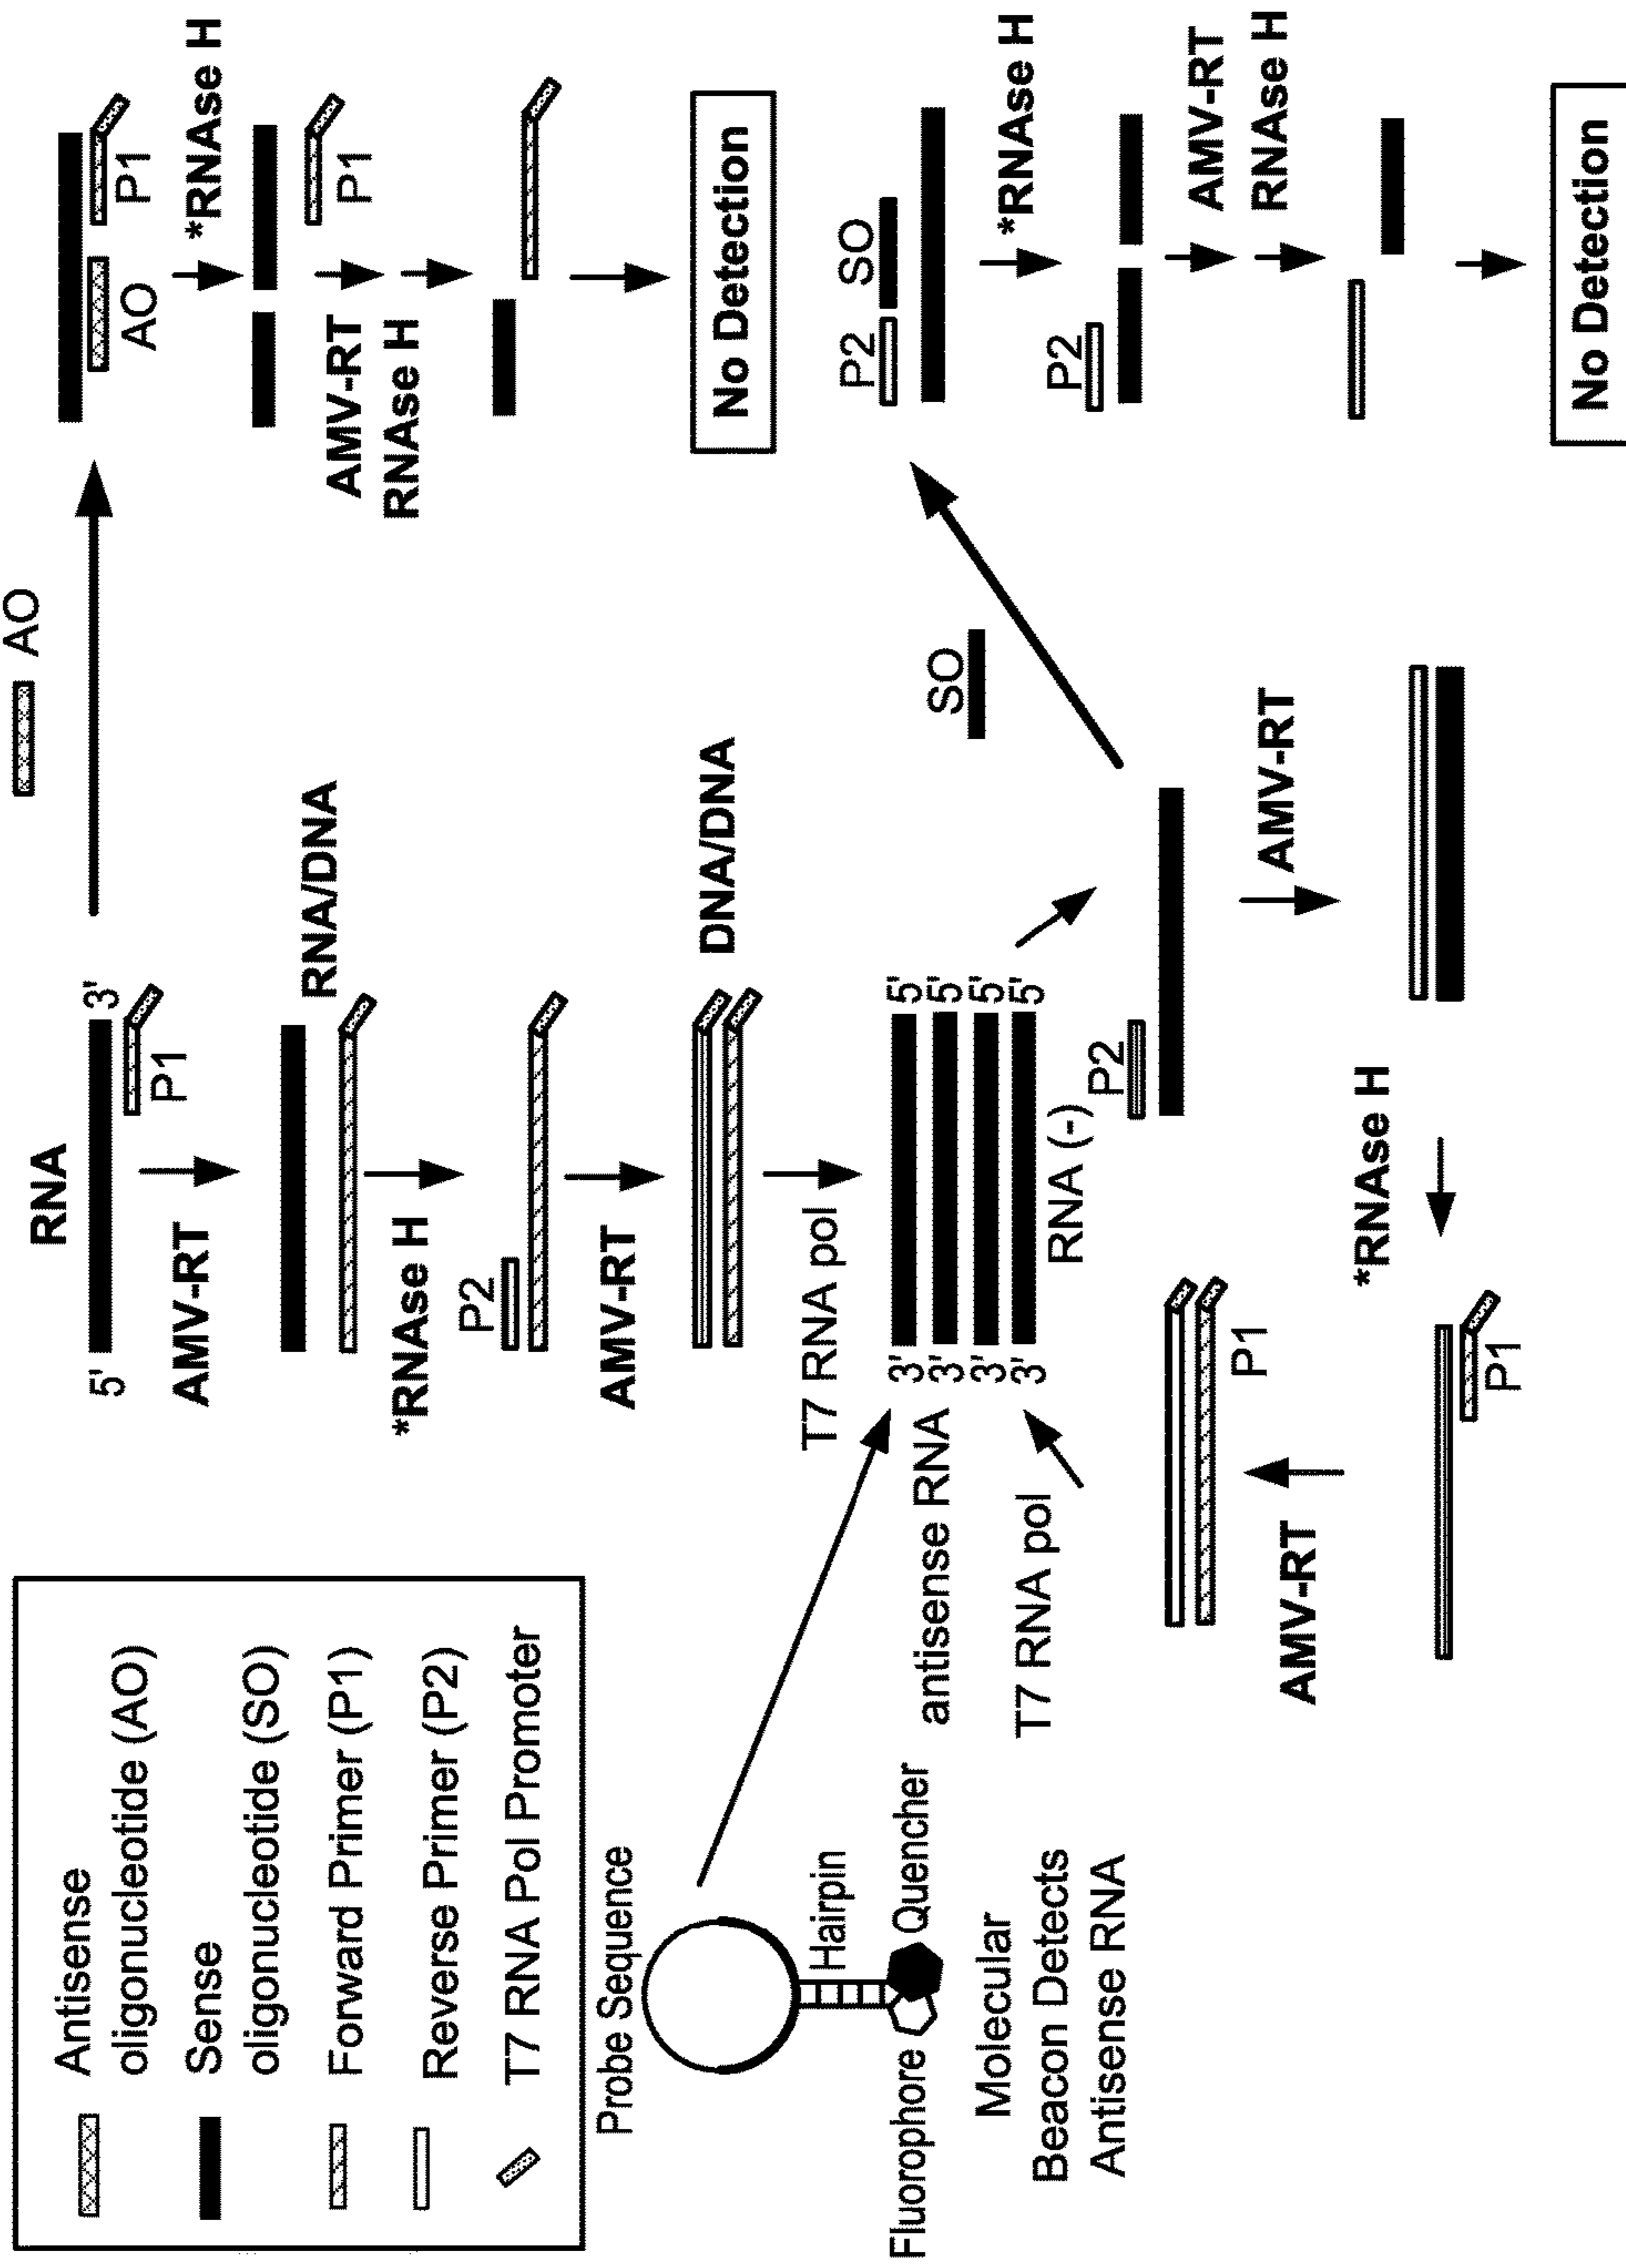 Antisense
oligonucleotide (AO)
Sense
oligonucleotide (SO)
Forward Primer (P1)
Reverse Primer (P2)
T7 RNA Pol Promoter
Probe Sequence
Hairpin
Fluorophore
Quencher
Molecular
Beacon Detects
Antisense RNA
RNA
5'
3'
P1
AMV-RT
RNA/DNA
*RNAse H
P2
AMV-RT
DNA/DNA
T7 RNA pol
antisense RNA
3'
5'
3'
5'
3'
5'
3'
5'
RNA (-)
T7 RNA pol
P2
AMV-RT
*RNAse H
P1
AMV-RT
P1
AO
AO
P1
*RNAse H
P1
AMV-RT
RNAse H
No Detection
SO
P2
SO
*RNAse H
P2
AMV-RT
RNAse H
No Detection